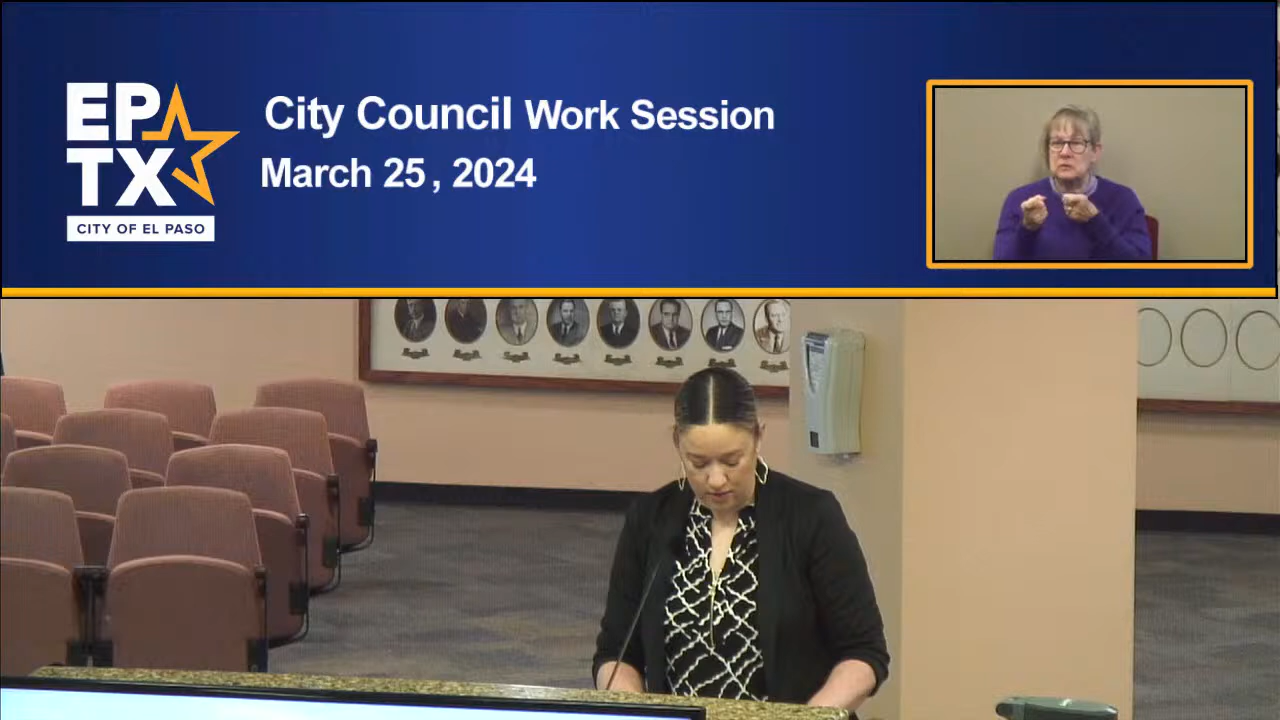 EP
TX
CITY OF EL PASO
City Council Work Session
March 25, 2024